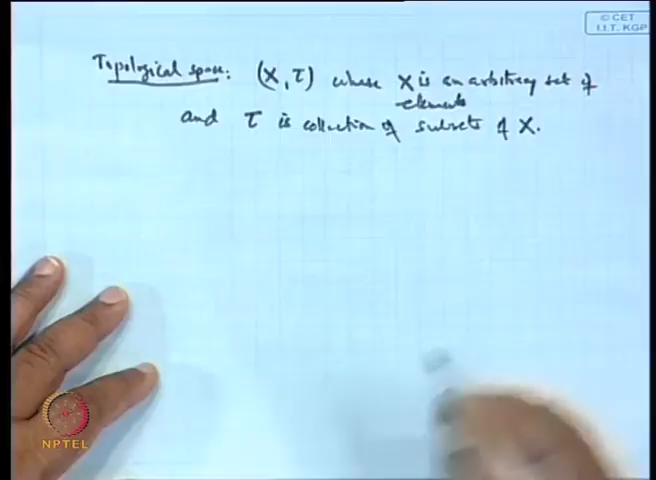 © CET
I.I.T. KGP
Topological space: (X, τ) where X is an arbitrary set of
elements
and τ is collection of subsets of X.
NPTEL